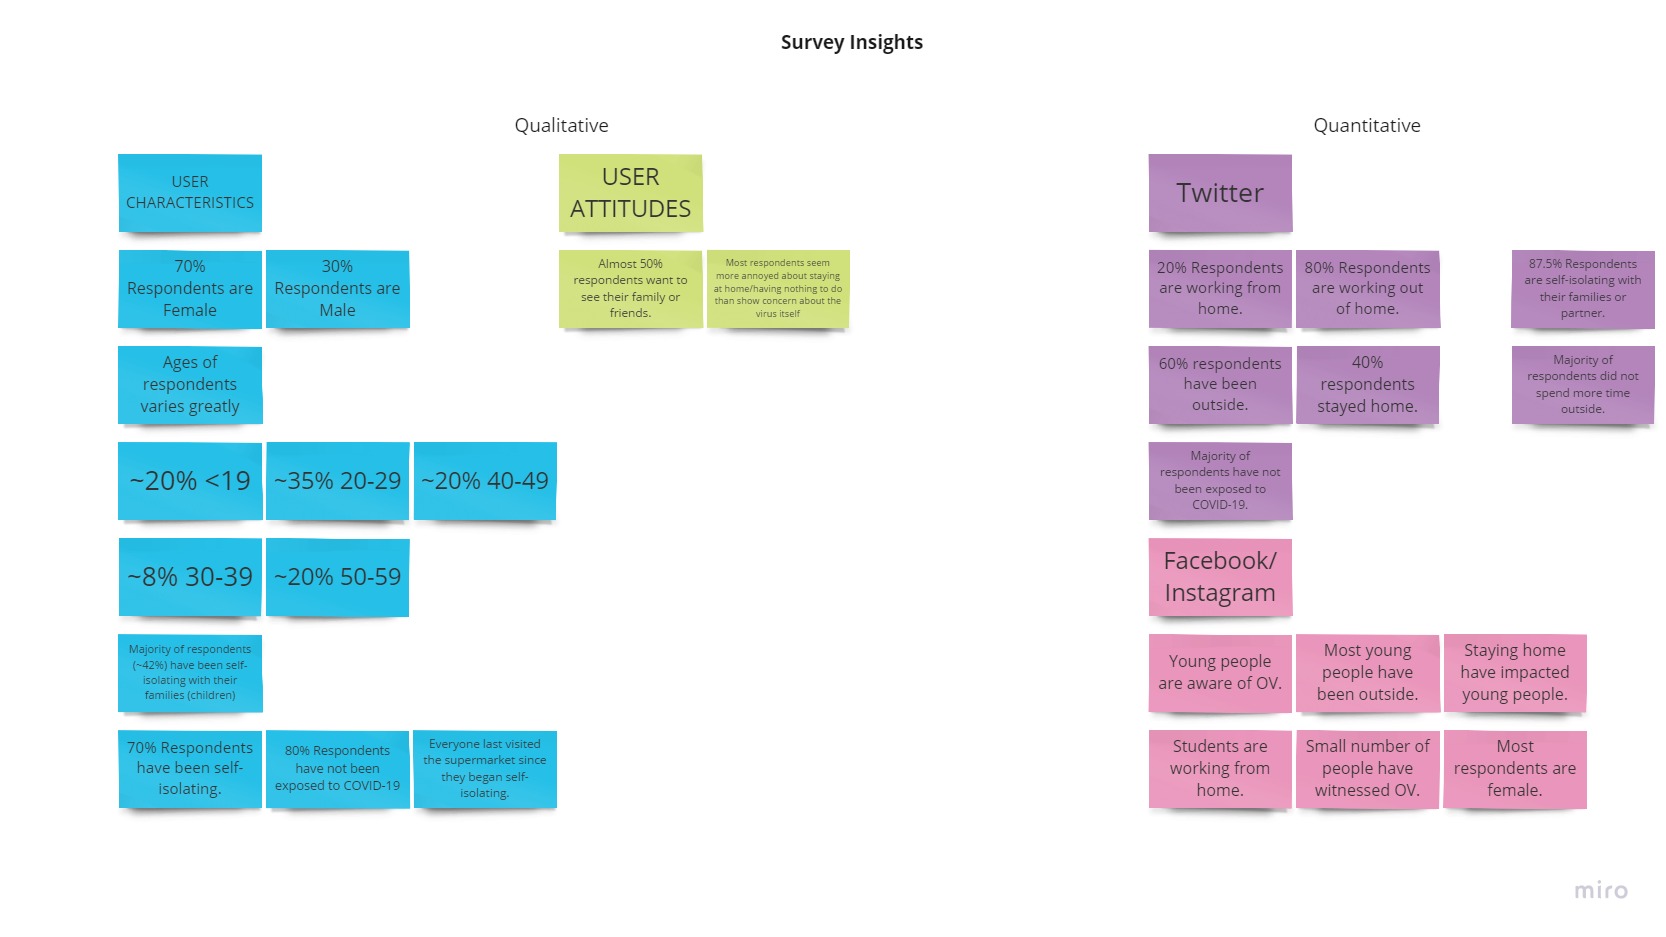 Survey Insights
Qualitative
USER
CHARACTERISTICS
70%
Respondents are
Female
30%
Respondents are
Male
Ages of
respondents
varies greatly
~20% <19
~35% 20-29
~20% 40-49
~8% 30-39
~20% 50-59
Majority of respondents
(~42%) have been self-
isolating with their
families (children)
70% Respondents
have been self-
isolating.
80% Respondents
have not been
exposed to COVID-19
Everyone last visited
the supermarket since
they began self-
isolating.
USER
ATTITUDES
Almost 50%
respondents want to
see their family or
friends.
Most respondents seem
more annoyed about staying
at home/having nothing to do
than show concern about the
virus itself
Quantitative
Twitter
20% Respondents
are working from
home.
80% Respondents
are working out
of home.
87.5% Respondents
are self-isolating with
their families or
partner.
60% respondents
have been
outside.
40%
respondents
stayed home.
Majority of
respondents did not
spend more time
outside.
Majority of
respondents have not
been exposed to
COVID-19.
Facebook/
Instagram
Young people
are aware of OV.
Most young
people have
been outside.
Staying home
have impacted
young people.
Students are
working from
home.
Small number of
people have
witnessed OV.
Most
respondents are
female.
miro